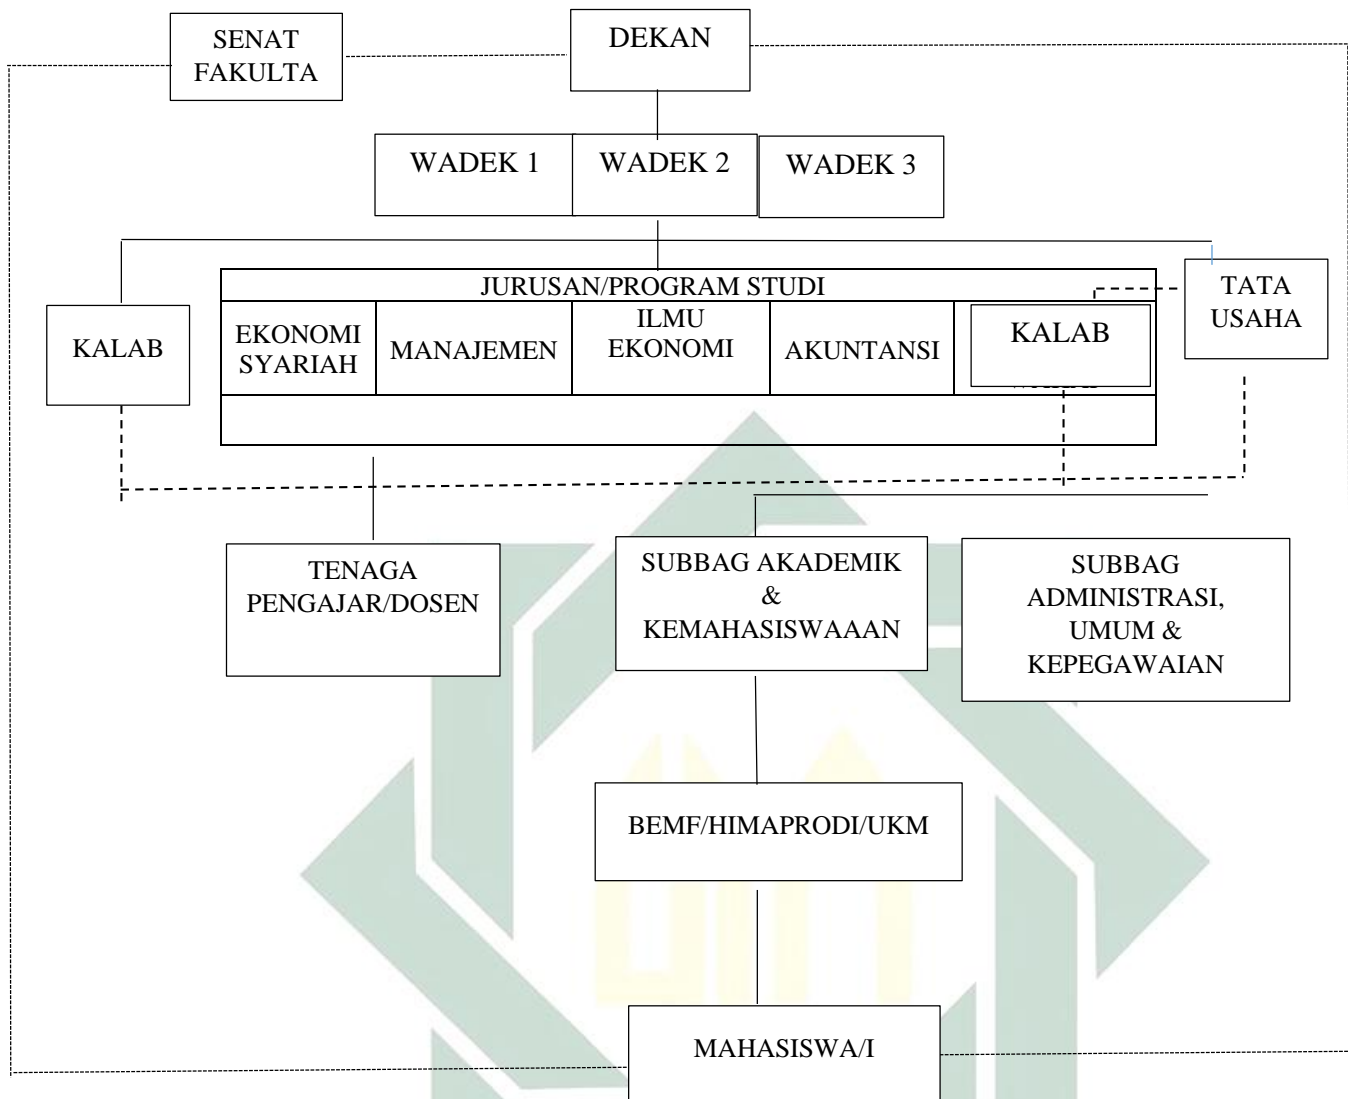 SENAT
FAKULTA
DEKAN
WADEK 1
WADEK 2
WADEK 3
JURUSAN/PROGRAM STUDI
TATA
USAHA
KALAB
EKONOMI
SYARIAH
MANAJEMEN
ILMU
EKONOMI
AKUNTANSI
KALAB
TENAGA
PENGAJAR/DOSEN
SUBBAG AKADEMIK
&
KEMAHASISWAAAN
SUBBAG
ADMINISTRASI,
UMUM &
KEPEGAWAIAN
BEMF/HIMAPRODI/UKM
MAHASISWA/I